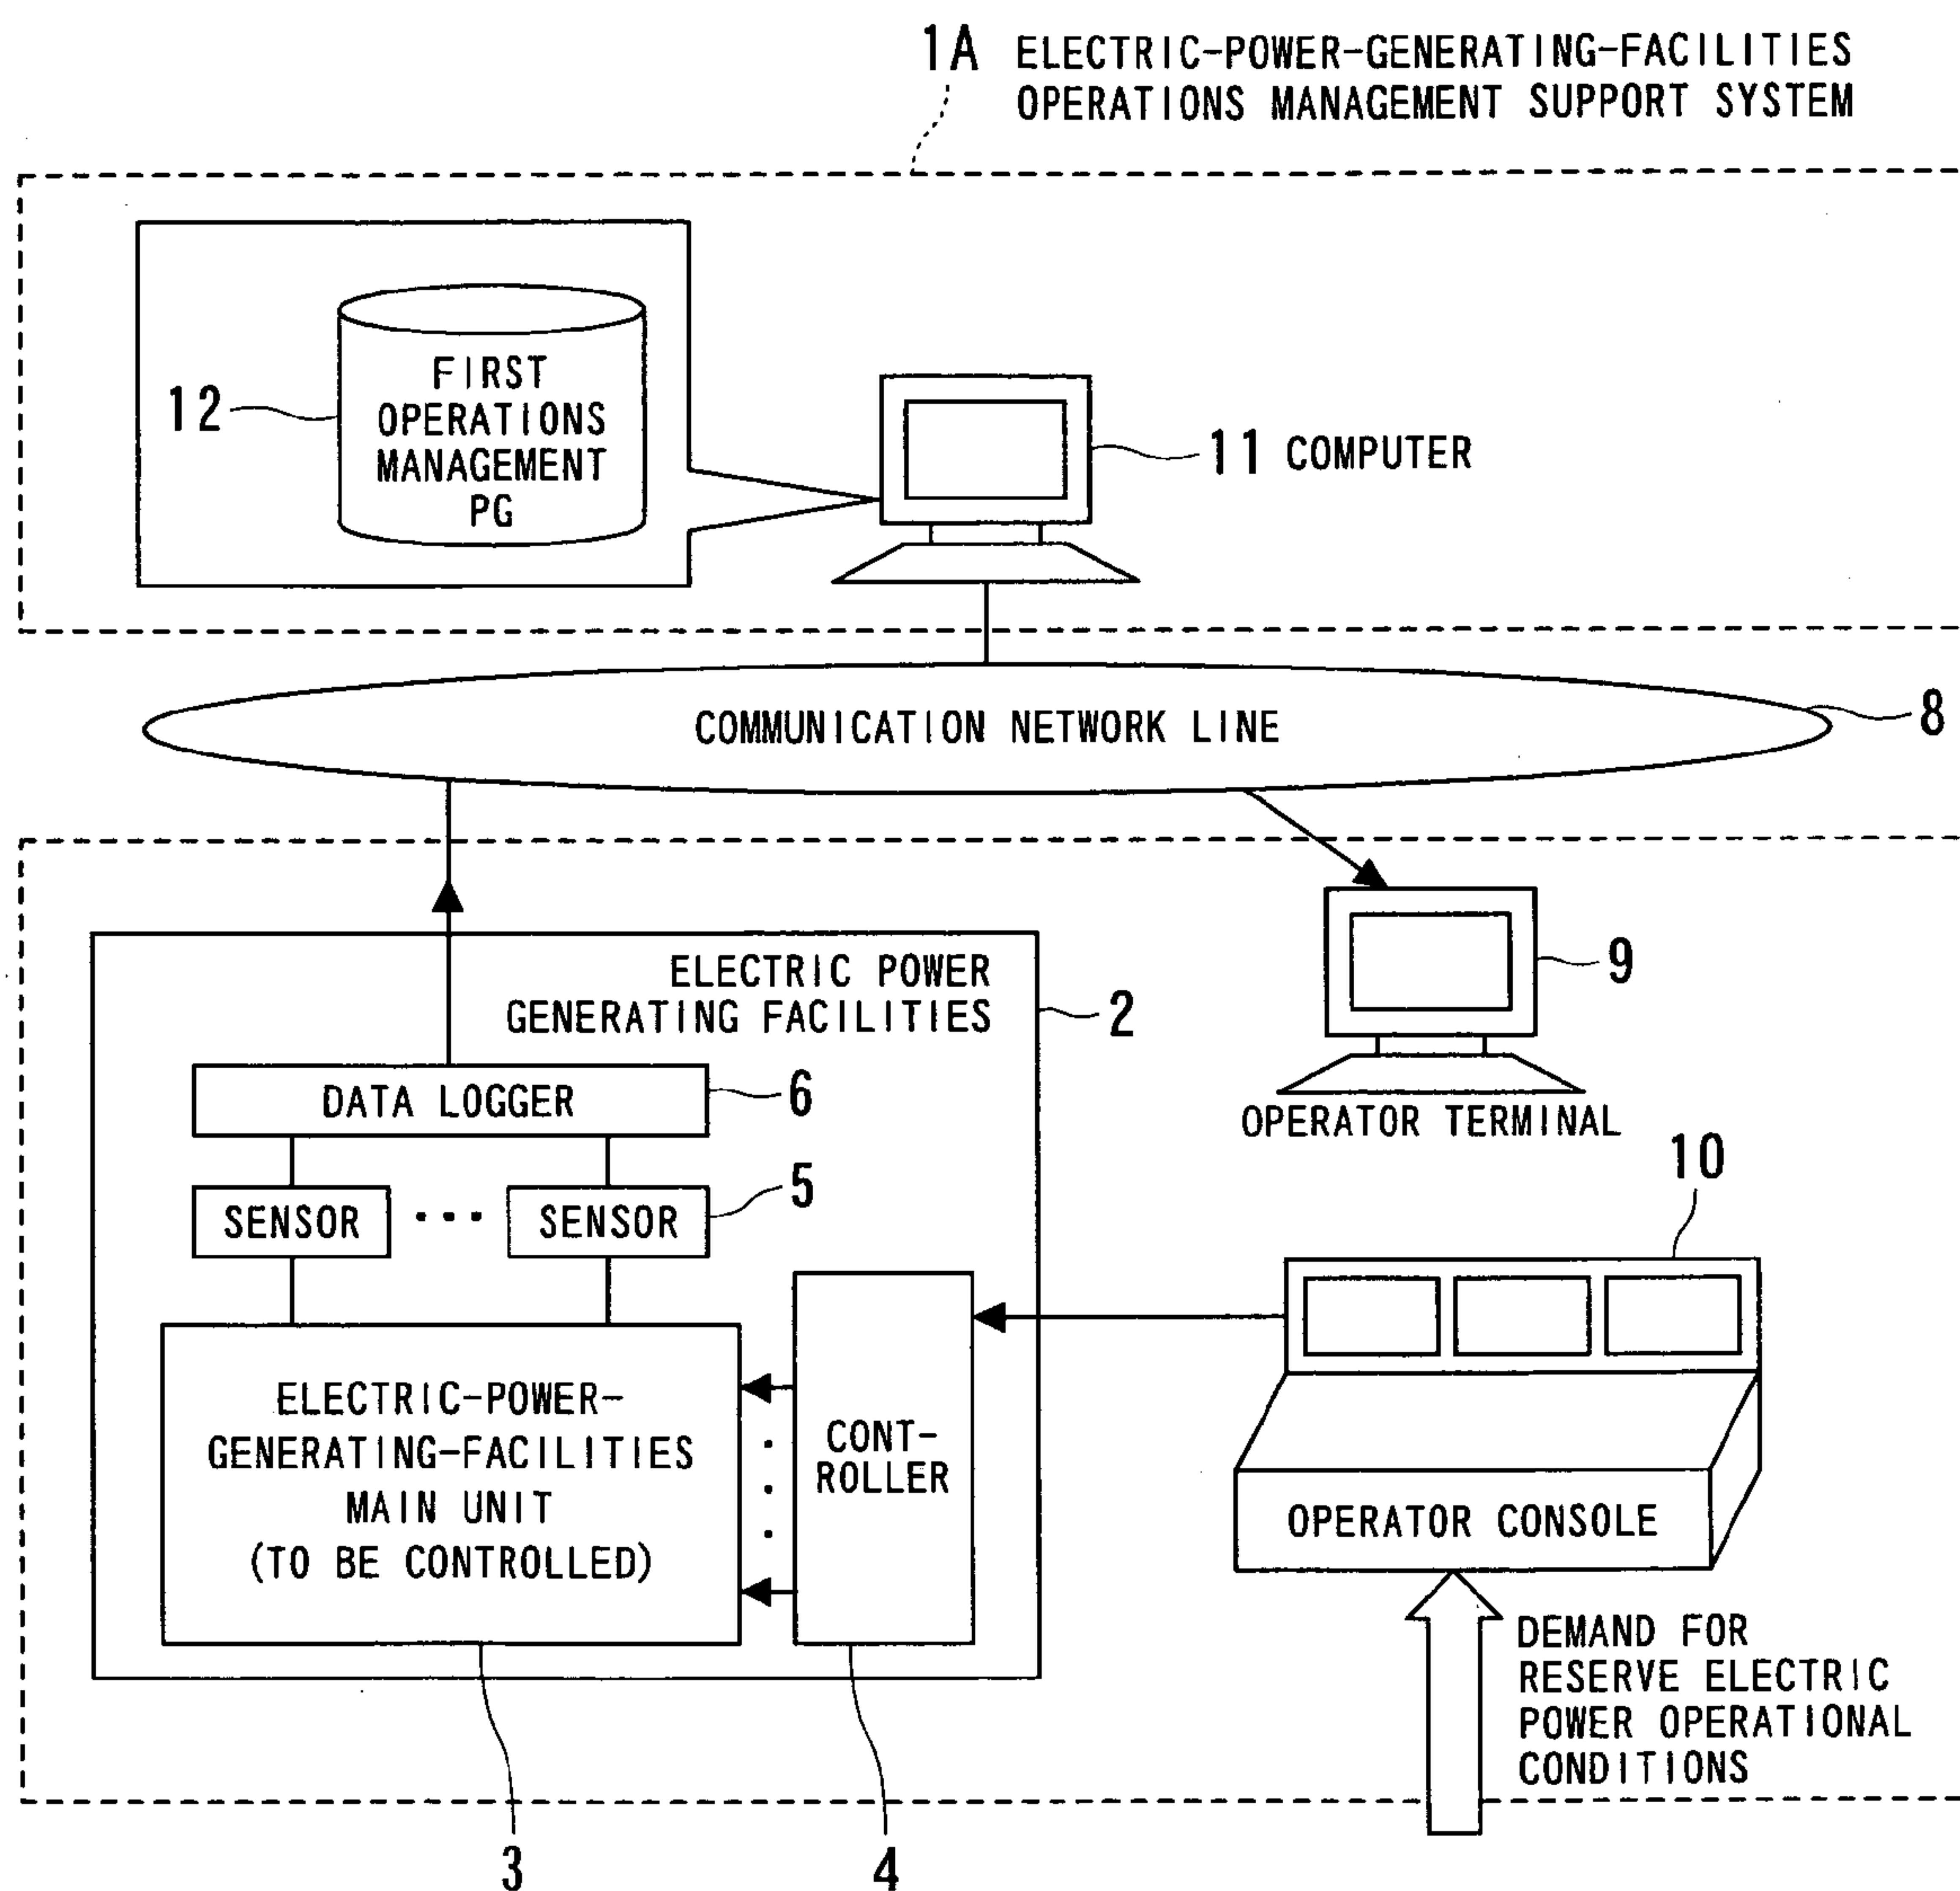 1A ELECTRIC-POWER-GENERATING-FACILITIES
OPERATIONS MANAGEMENT SUPPORT SYSTEM
12
FIRST
OPERATIONS
MANAGEMENT
PG
11 COMPUTER
COMMUNICATION NETWORK LINE
8
ELECTRIC POWER
GENERATING FACILITIES
2
9
OPERATOR TERMINAL
DATA LOGGER
6
SENSOR
...
SENSOR
5
10
ELECTRIC-POWER-
GENERATING-FACILITIES
MAIN UNIT
(TO BE CONTROLLED)
CONT-
ROLLER
OPERATOR CONSOLE
DEMAND FOR
RESERVE ELECTRIC
POWER OPERATIONAL
CONDITIONS
3
4